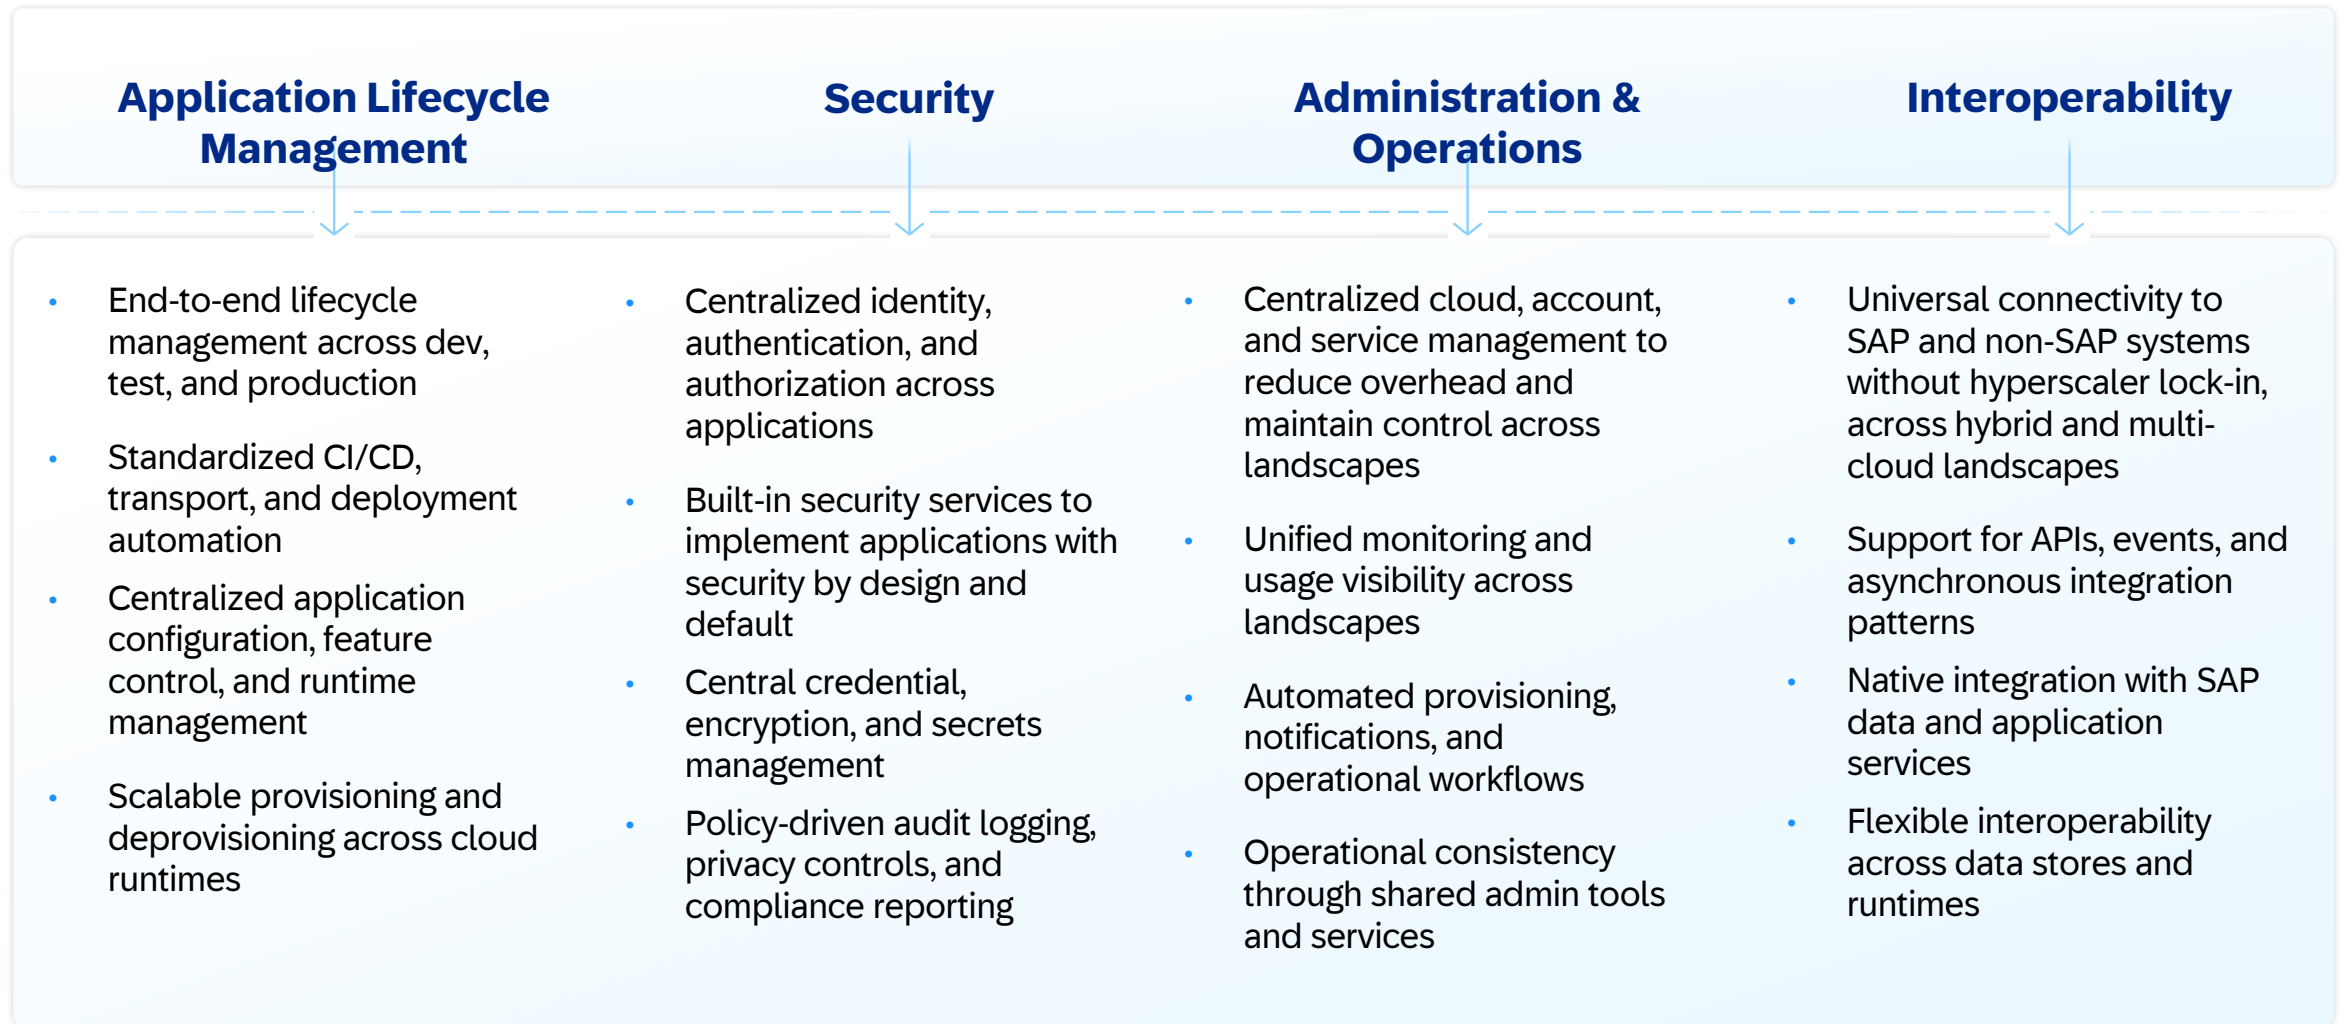 Application Lifecycle
Management
Security
Administration &
Operations
Interoperability
• End-to-end lifecycle
management across dev,
test, and production
• Standardized CI/CD,
transport, and deployment
automation
• Centralized application
configuration, feature
control, and runtime
management
• Scalable provisioning and
deprovisioning across cloud
runtimes
• Centralized identity,
authentication, and
authorization across
applications
• Built-in security services to
implement applications with
security by design and
default
• Central credential,
encryption, and secrets
management
• Policy-driven audit logging,
privacy controls, and
compliance reporting
• Centralized cloud, account,
and service management to
reduce overhead and
maintain control across
landscapes
• Unified monitoring and
usage visibility across
landscapes
• Automated provisioning,
notifications, and
operational workflows
• Operational consistency
through shared admin tools
and services
• Universal connectivity to
SAP and non-SAP systems
without hyperscaler lock-in,
across hybrid and multi-
cloud landscapes
• Support for APIs, events, and
asynchronous integration
patterns
• Native integration with SAP
data and application
services
• Flexible interoperability
across data stores and
runtimes